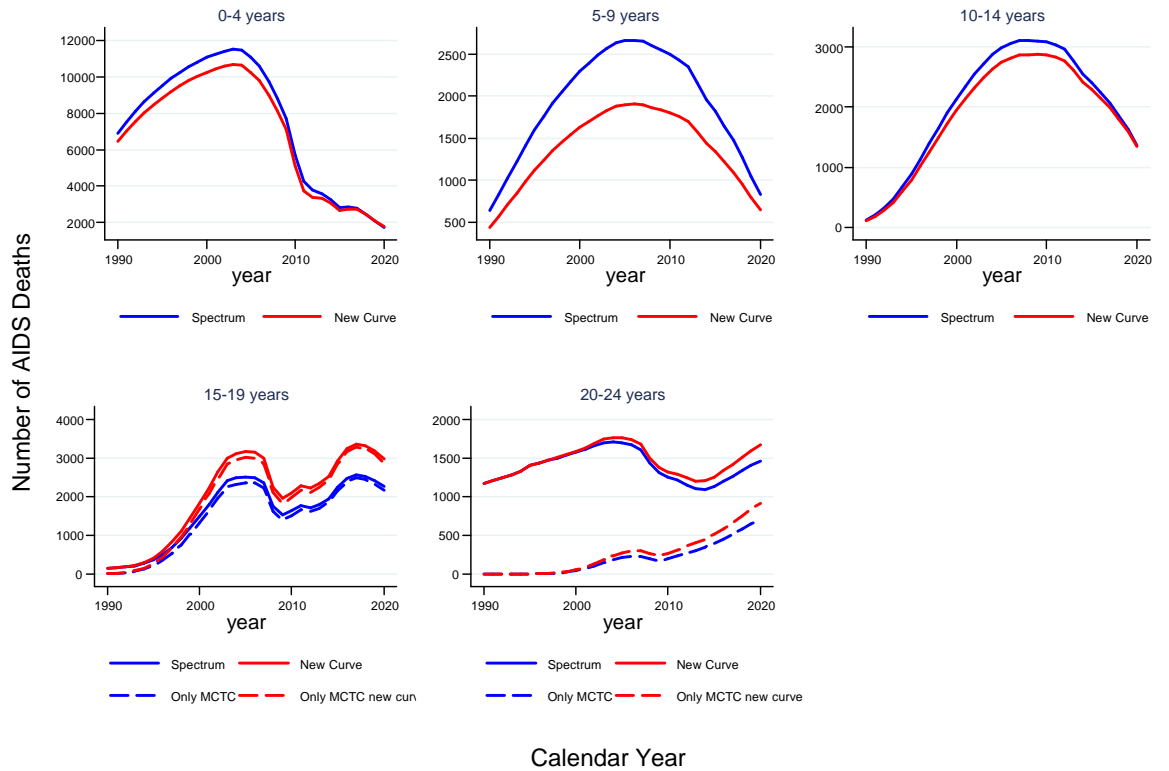 Number of AIDS Deaths
0-4 years
12000
10000
8000
6000
4000
2000
1990 2000 2010 2020
year
Spectrum New Curve
5-9 years
2500
2000
1500
1000
500
1990 2000 2010 2020
year
Spectrum New Curve
10-14 years
3000
2000
1000
0
1990 2000 2010 2020
year
Spectrum New Curve
15-19 years
4000
3000
2000
1000
0
1990 2000 2010 2020
year
Spectrum New Curve
Only MCTC Only MCTC new curv
20-24 years
2000
1500
1000
500
0
1990 2000 2010 2020
year
Spectrum New Curve
Only MCTC Only MCTC new curve
Calendar Year